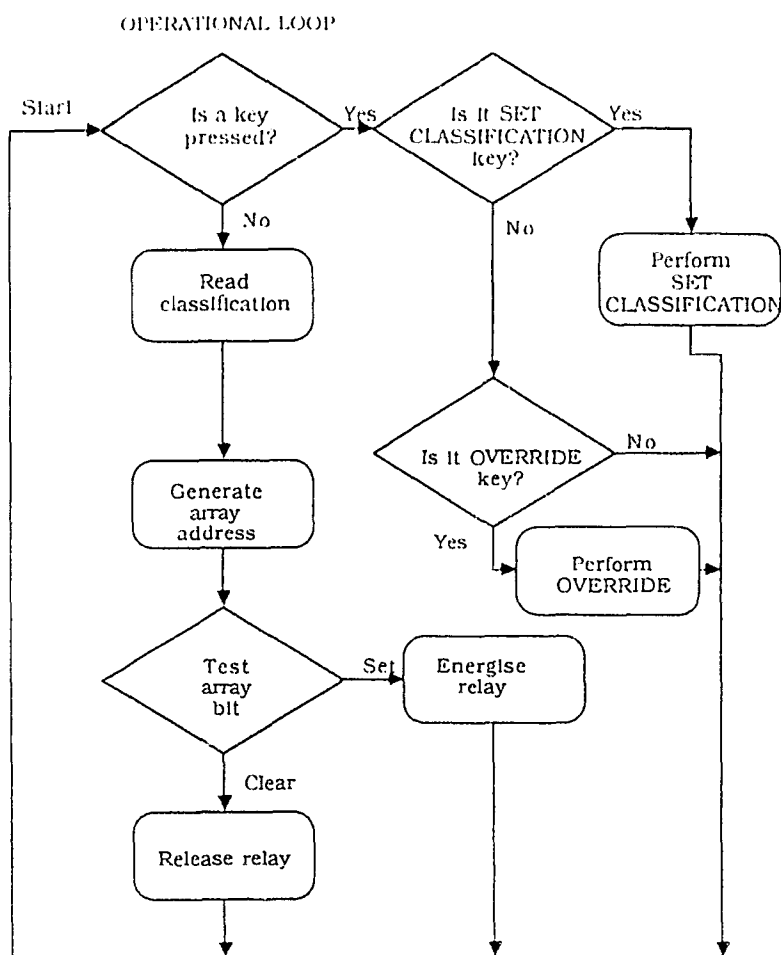 OPERATIONAL LOOP
Start
Is a key
pressed?
Yes
Is it SET
CLASSIFICATION
key?
Yes
No
Read
classification
No
Perform
SET
CLASSIFICATION
Is it OVERRIDE
key?
No
Generate
array
address
Yes
Perform
OVERRIDE
Test
array
bit
Set
Energise
relay
Clear
Release relay